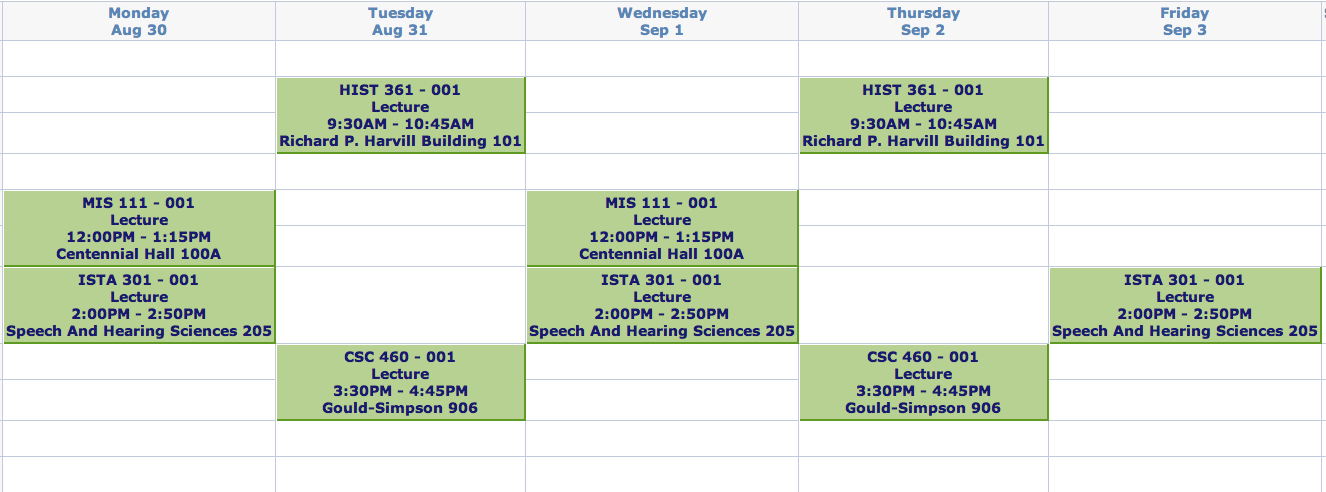 Monday
Aug 30
Tuesday
Aug 31
Wednesday
Sep 1
Thursday
Sep 2
Friday
Sep 3
HIST 361 - 001
Lecture
9:30AM - 10:45AM
Richard P. Harvill Building 101
HIST 361 - 001
Lecture
9:30AM - 10:45AM
Richard P. Harvill Building 101
MIS 111 - 001
Lecture
12:00PM - 1:15PM
Centennial Hall 100A
MIS 111 - 001
Lecture
12:00PM - 1:15PM
Centennial Hall 100A
ISTA 301 - 001
Lecture
2:00PM - 2:50PM
Speech And Hearing Sciences 205
ISTA 301 - 001
Lecture
2:00PM - 2:50PM
Speech And Hearing Sciences 205
ISTA 301 - 001
Lecture
2:00PM - 2:50PM
Speech And Hearing Sciences 205
CSC 460 - 001
Lecture
3:30PM - 4:45PM
Gould-Simpson 906
CSC 460 - 001
Lecture
3:30PM - 4:45PM
Gould-Simpson 906